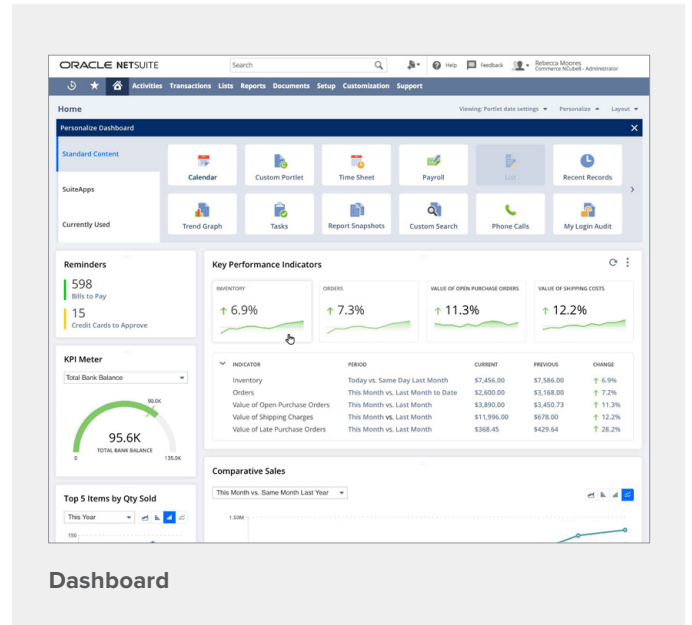 ORACLE NETSUITE
Search
Help
Feedback
Rebecca Moores
Commerce NCube8 - Administrator
Activities Transactions Lists Reports Documents Setup Customization Support
Home
Viewing: Portlet date settings
Personalize
Layout
Personalize Dashboard
Standard Content
SuiteApps
Currently Used
Calendar
Custom Portlet
Time Sheet
Payroll
List
Recent Records
Trend Graph
Tasks
Report Snapshots
Custom Search
Phone Calls
My Login Audit
Reminders
598
Bills to Pay
15
Credit Cards to Approve
KPI Meter
Total Bank Balance
90.0K
95.6K
TOTAL BANK BALANCE
0
135.0K
Top 5 Items by Qty Sold
This Year
150
Key Performance Indicators
INVENTORY
6.9%
ORDERS
7.3%
VALUE OF OPEN PURCHASE ORDERS
11.3%
VALUE OF SHIPPING COSTS
12.2%
INDICATOR PERIOD CURRENT PREVIOUS CHANGE
Inventory Today vs. Same Day Last Month $7,456.00 $7,586.00 6.9%
Orders This Month vs. Last Month to Date $2,600.00 $3,168.00 7.2%
Value of Open Purchase Orders This Month vs. Last Month $3,890.00 $3,450.73 11.3%
Value of Shipping Charges This Month vs. Last Month $11,996.00 $678.00 12.2%
Value of Late Purchase Orders This Month vs. Last Month $368.45 $429.64 28.2%
Comparative Sales
This Month vs. Same Month Last Year
1.50M
Dashboard